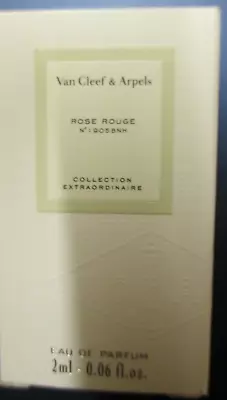 Van Cleef & Arpels
ROSE ROUGE
COLLECTION
EXTRAORDINAIRE
EAU DE PARFUM
2ml - 0.06 fl.oz.